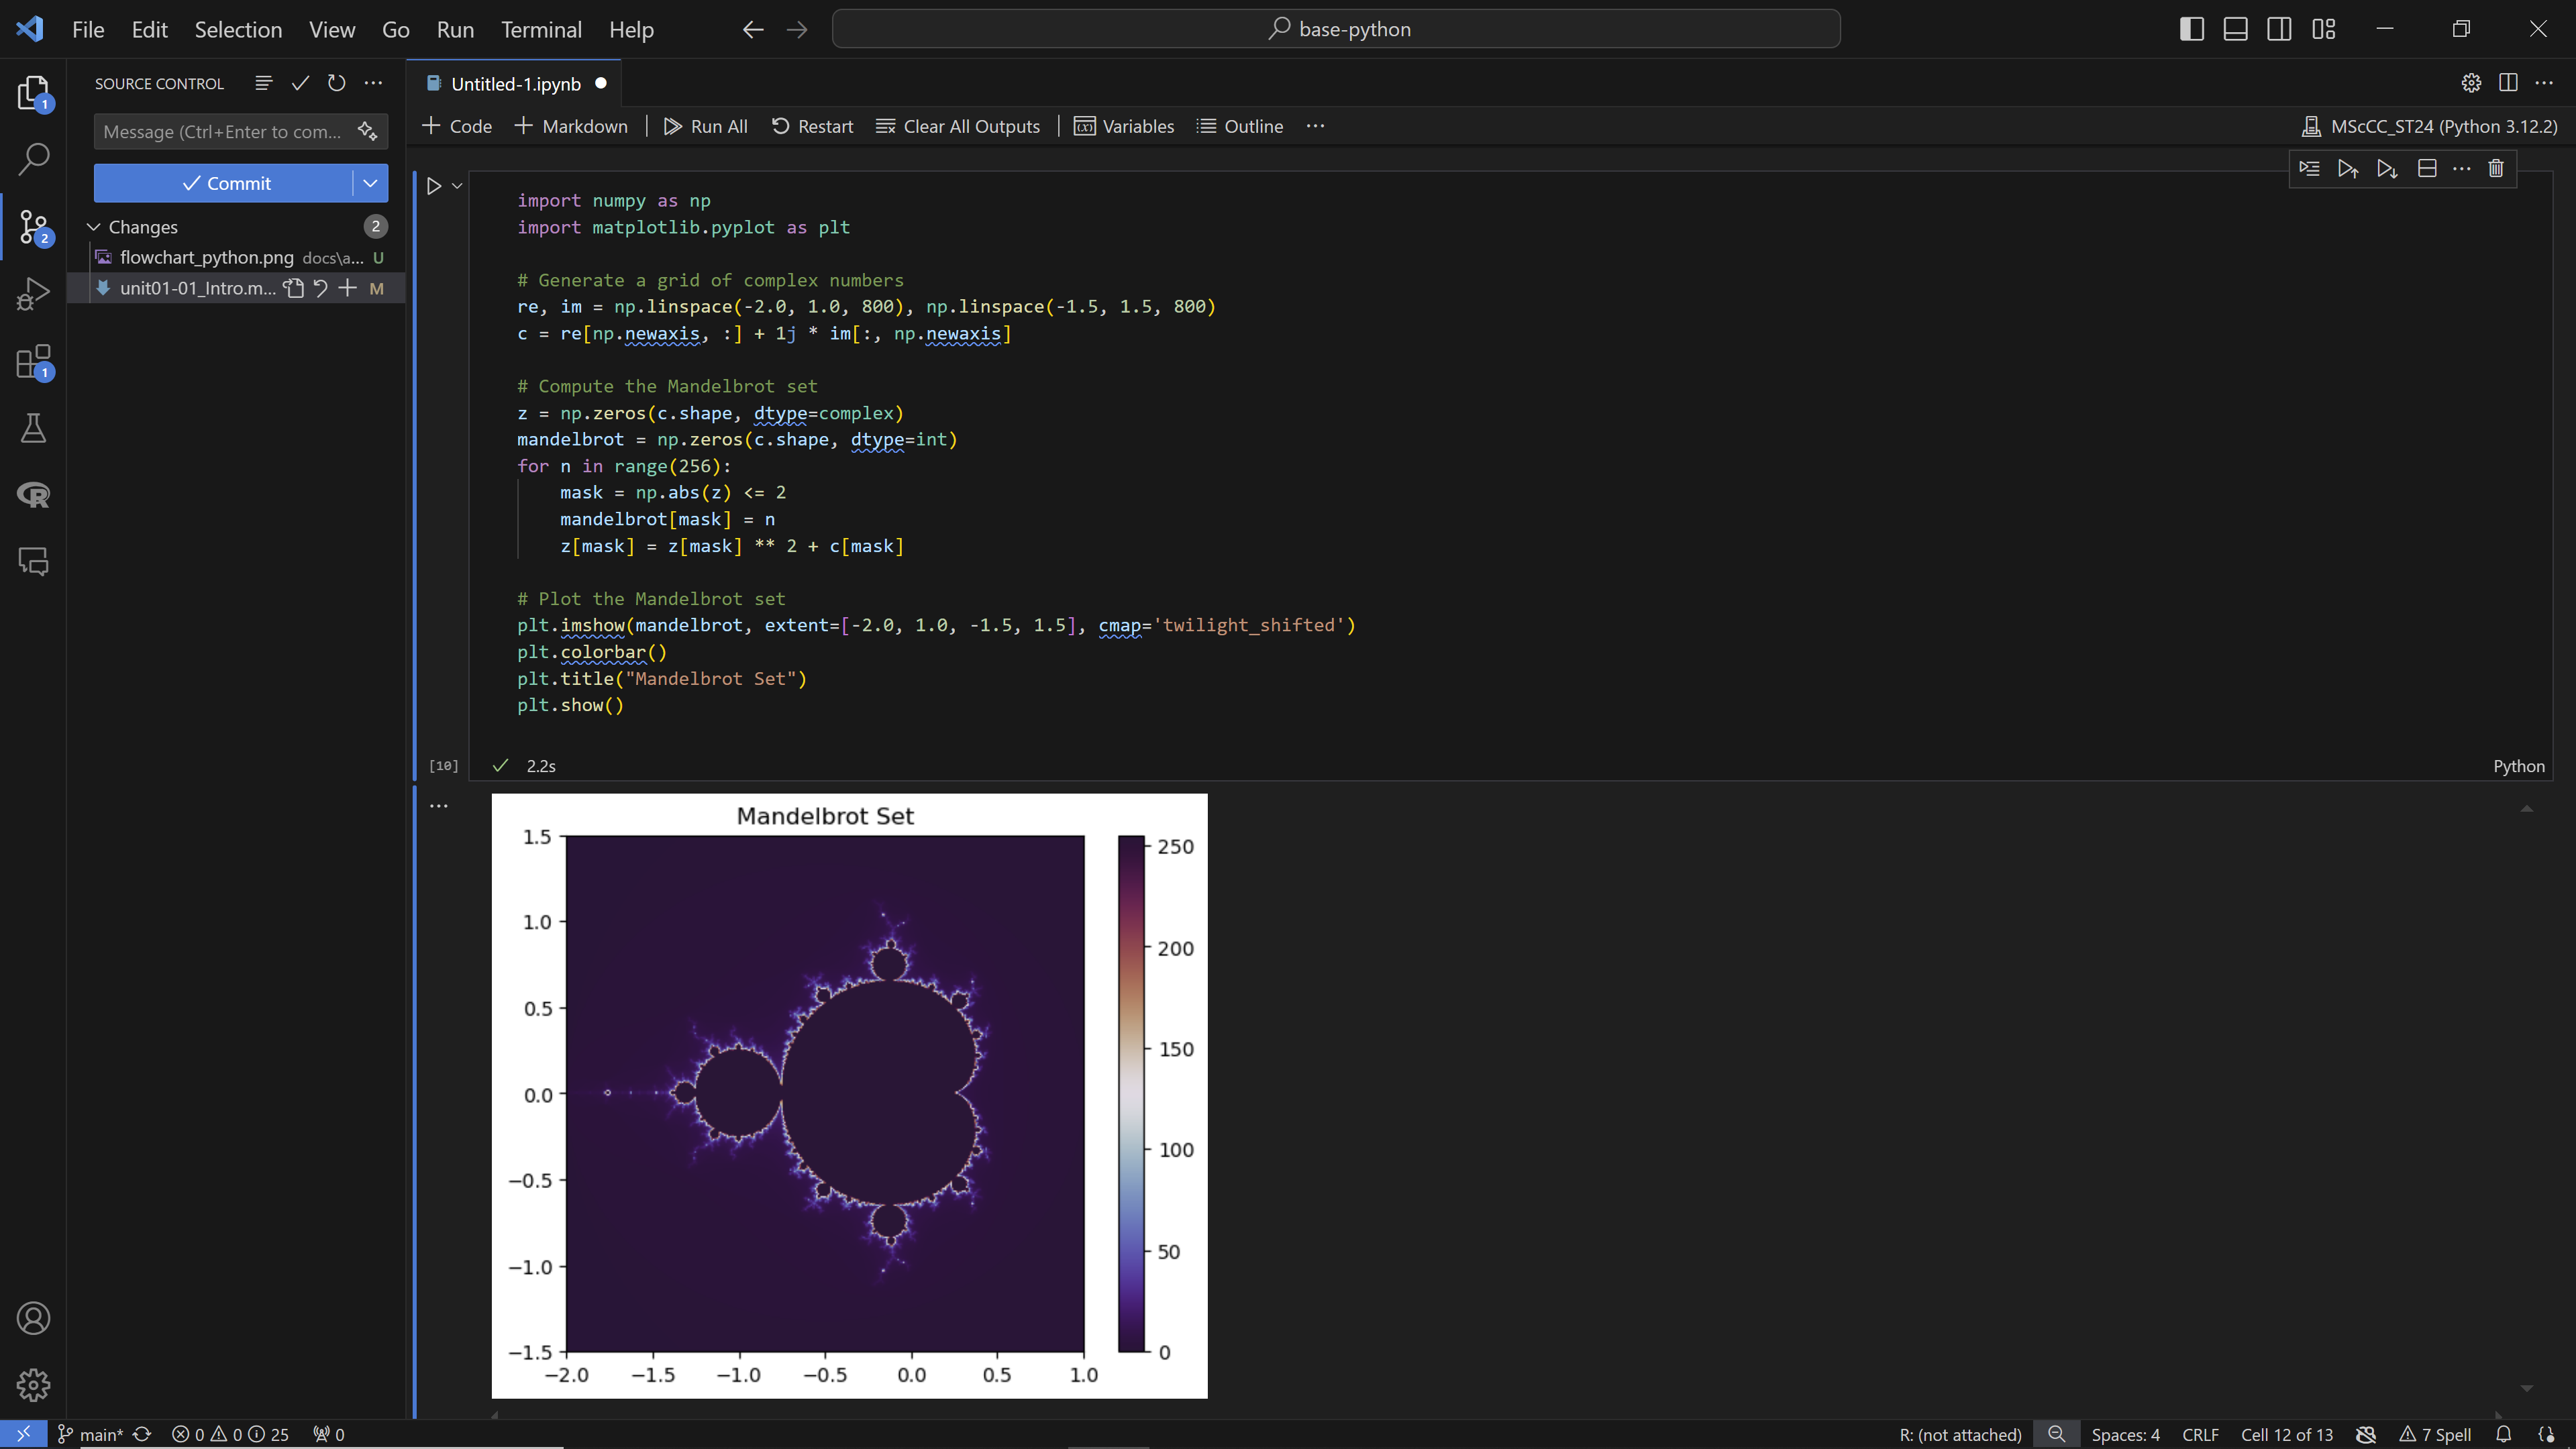 File Edit Selection View Go Run Terminal Help
base-python
SOURCE CONTROL
Message (Ctrl+Enter to com...
Commit
Changes 2
flowchart_python.png docs\a... U
unit01-01_Intro.m... M
1
2
1
Untitled-1.ipynb
Code Markdown Run All Restart Clear All Outputs Variables Outline ...
MScCC_ST24 (Python 3.12.2)
import numpy as np
import matplotlib.pyplot as plt
# Generate a grid of complex numbers
re, im = np.linspace(-2.0, 1.0, 800), np.linspace(-1.5, 1.5, 800)
c = re[np.newaxis, :] + 1j * im[:, np.newaxis]
# Compute the Mandelbrot set
z = np.zeros(c.shape, dtype=complex)
mandelbrot = np.zeros(c.shape, dtype=int)
for n in range(256):
    mask = np.abs(z) <= 2
    mandelbrot[mask] = n
    z[mask] = z[mask] ** 2 + c[mask]
# Plot the Mandelbrot set
plt.imshow(mandelbrot, extent=[-2.0, 1.0, -1.5, 1.5], cmap='twilight_shifted')
plt.colorbar()
plt.title("Mandelbrot Set")
plt.show()
[10] 2.2s
Python
Mandelbrot Set
1.5
1.0
0.5
0.0
−0.5
−1.0
−1.5
−2.0 −1.5 −1.0 −0.5 0.0 0.5 1.0
250
200
150
100
50
0
main* 0 0 25 0
R: (not attached) Spaces: 4 CRLF Cell 12 of 13 7 Spell